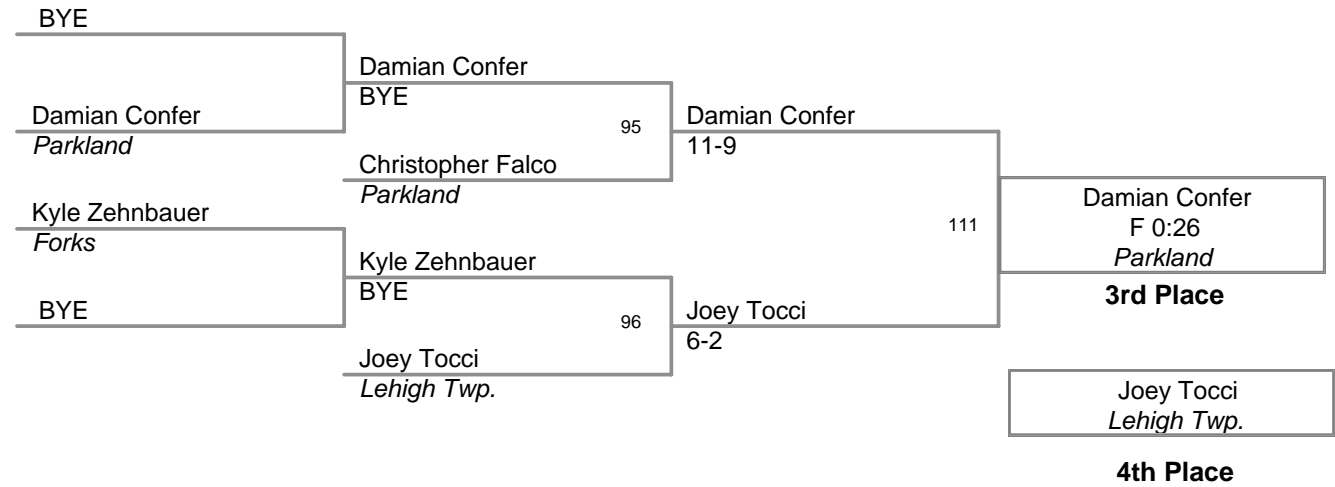 BYE
Damian Confer
Parkland
Kyle Zehnbauer
Forks
BYE
Damian Confer
BYE
95
Christopher Falco
Parkland
Kyle Zehnbauer
BYE
96
Joey Tocci
Lehigh Twp.
Damian Confer
11-9
111
Joey Tocci
6-2
Damian Confer
F 0:26
Parkland
3rd Place
Joey Tocci
Lehigh Twp.
4th Place